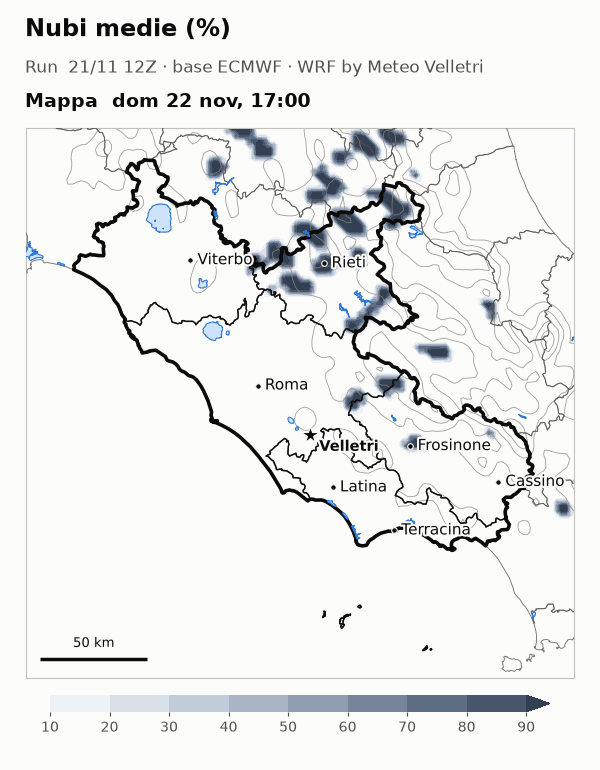 Nubi medie (%)
Run  21/11 12Z · base ECMWF · WRF by Meteo Velletri
Mappa  dom 22 nov, 17:00
Viterbo
Rieti
Roma
Velletri
Frosinone
Latina
Cassino
Terracina
50 km
10 20 30 40 50 60 70 80 90